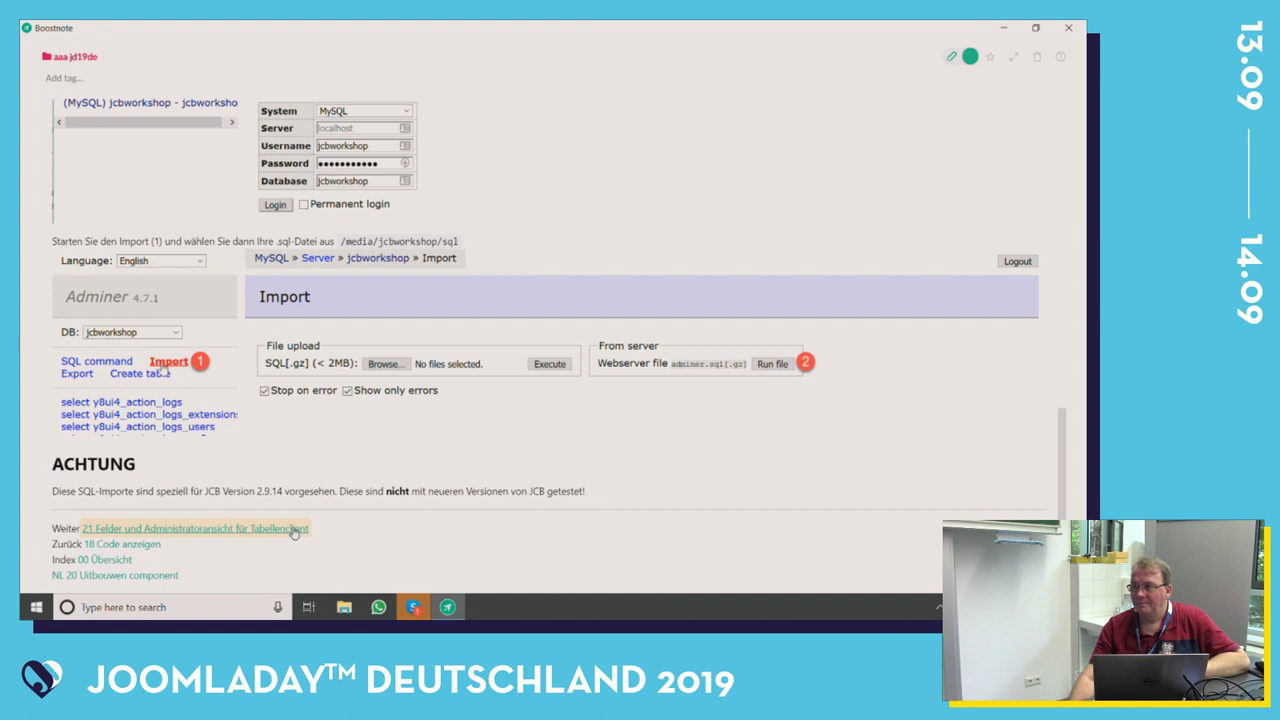 Boostnote
aaa jd19de
Add tag...
(MySQL) jcbworkshop - jcbworksho
System MySQL
Server localhost
Username jcbworkshop
Password ●●●●●●●●●●●
Database jcbworkshop
Login Permanent login
Starten Sie den Import (1) und wählen Sie dann Ihre .sql-Datei aus /media/jcbworkshop/sql
Language: English
MySQL » Server » jcbworkshop » Import
Logout
Adminer 4.7.1
Import
DB: jcbworkshop
SQL command Import 1
Export Create table
select y8ui4_action_logs
select y8ui4_action_logs_extensions
select y8ui4_action_logs_users
File upload
SQL[.gz] (< 2MB): Browse... No files selected. Execute
From server
Webserver file adminer.sql[.gz] Run file 2
Stop on error Show only errors
ACHTUNG
Diese SQL-Importe sind speziell für JCB Version 2.9.14 vorgesehen. Diese sind nicht mit neueren Versionen von JCB getestet!
Weiter 21 Felder und Administratoransicht für Tabellenclient
Zurück 18 Code anzeigen
Index 00 Übersicht
NL 20 Uitbouwen component
Type here to search
13.09
14.09
JOOMLADAY™ DEUTSCHLAND 2019